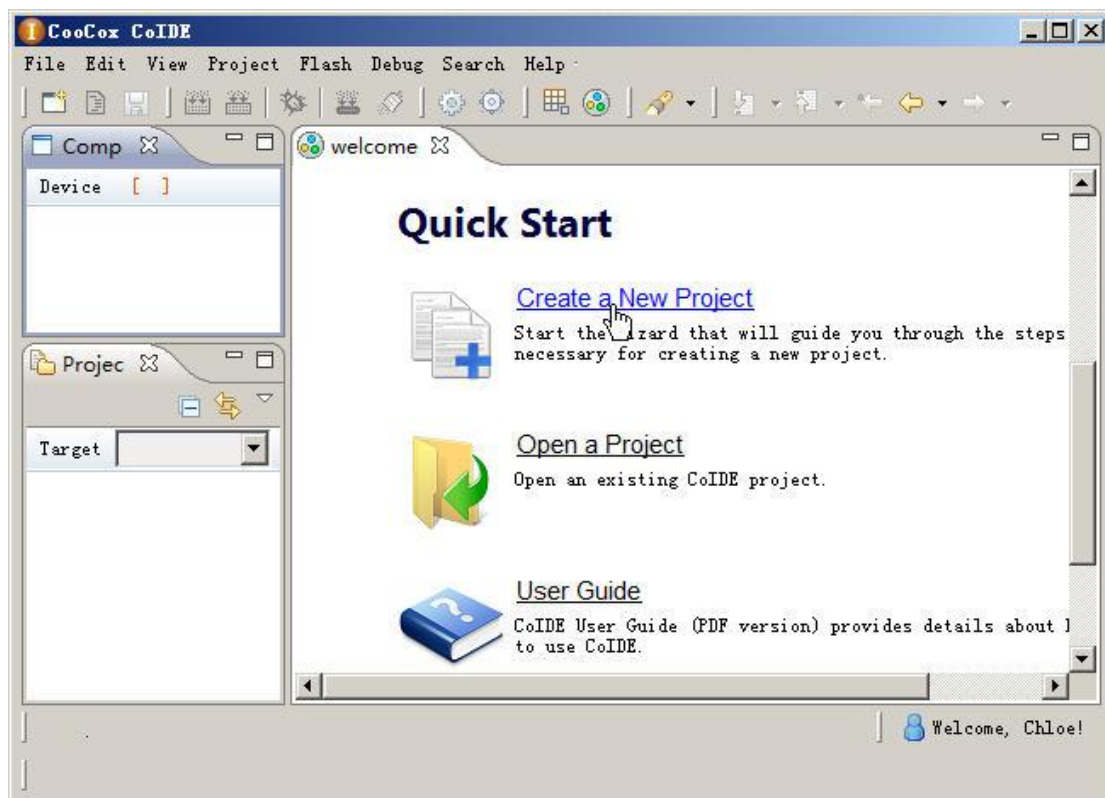 CooCox CoIDE
File Edit View Project Flash Debug Search Help
Comp
Device [ ]
welcome
Quick Start
Create a New Project
Start the wizard that will guide you through the steps
necessary for creating a new project.
Open a Project
Open an existing CoIDE project.
User Guide
CoIDE User Guide (PDF version) provides details about
to use CoIDE.
Projec
Target
Welcome, Chloe!